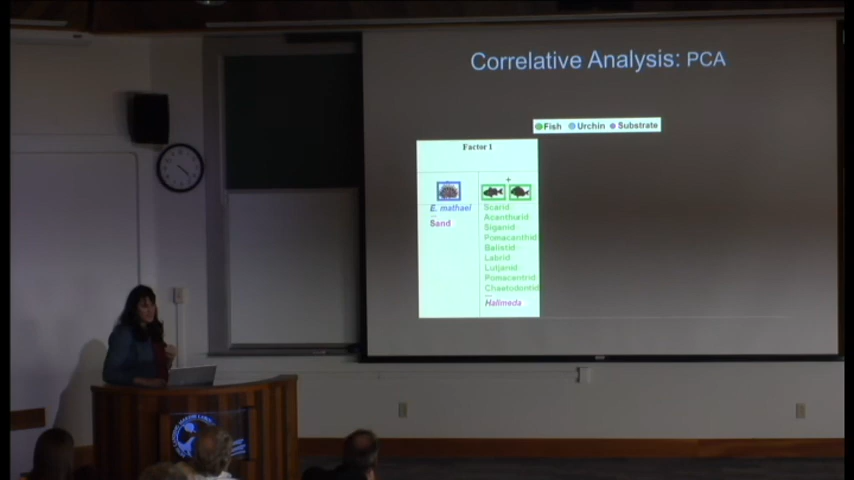 Correlative Analysis: PCA
Fish Urchin Substrate
Factor 1
+
E. mathaei
Sand
Scarid
Acanthurid
Siganid
Pomacanthid
Balistid
Labrid
Lutjanid
Pomacentrid
Chaetodontid
Halimeda